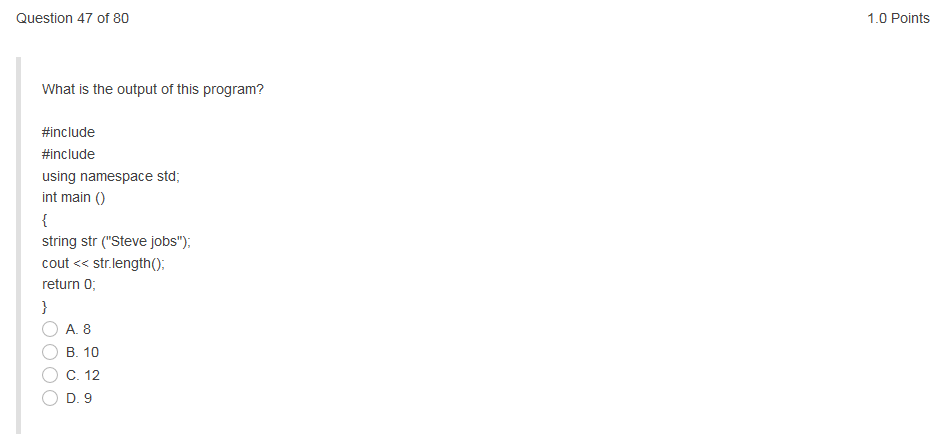 Question 47 of 80
1.0 Points
What is the output of this program?
#include
#include
using namespace std;
int main ()
{
string str ("Steve jobs");
cout << str.length();
return 0;
}
A. 8
B. 10
C. 12
D. 9